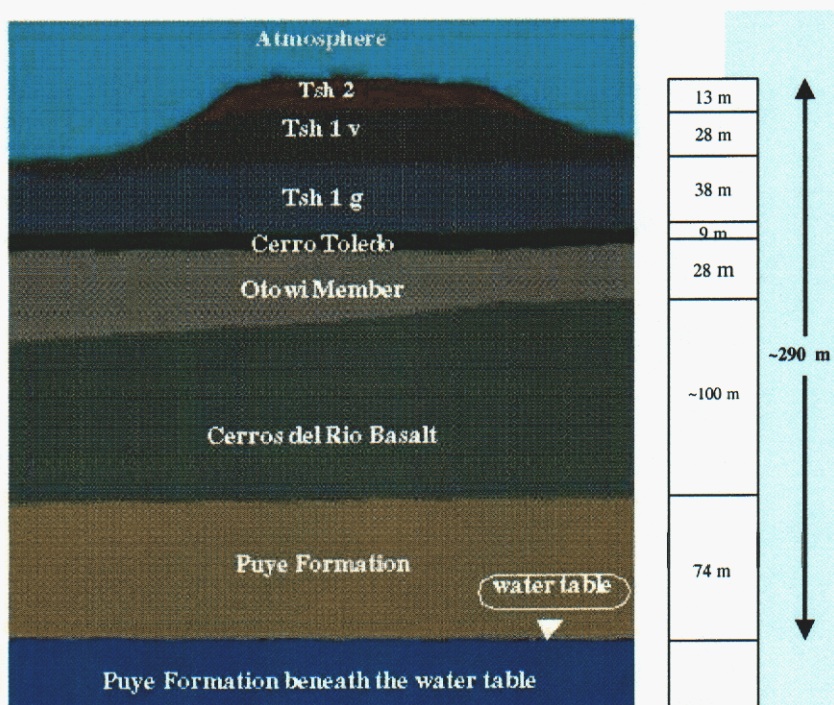 Atmosphere
Tsh 2
Tsh 1 v
Tsh 1 g
Cerro Toledo
Otowi Member
Cerros del Rio Basalt
Puye Formation
water table
Puye Formation beneath the water table
13 m
28 m
38 m
9 m
28 m
~100 m
74 m
~290 m